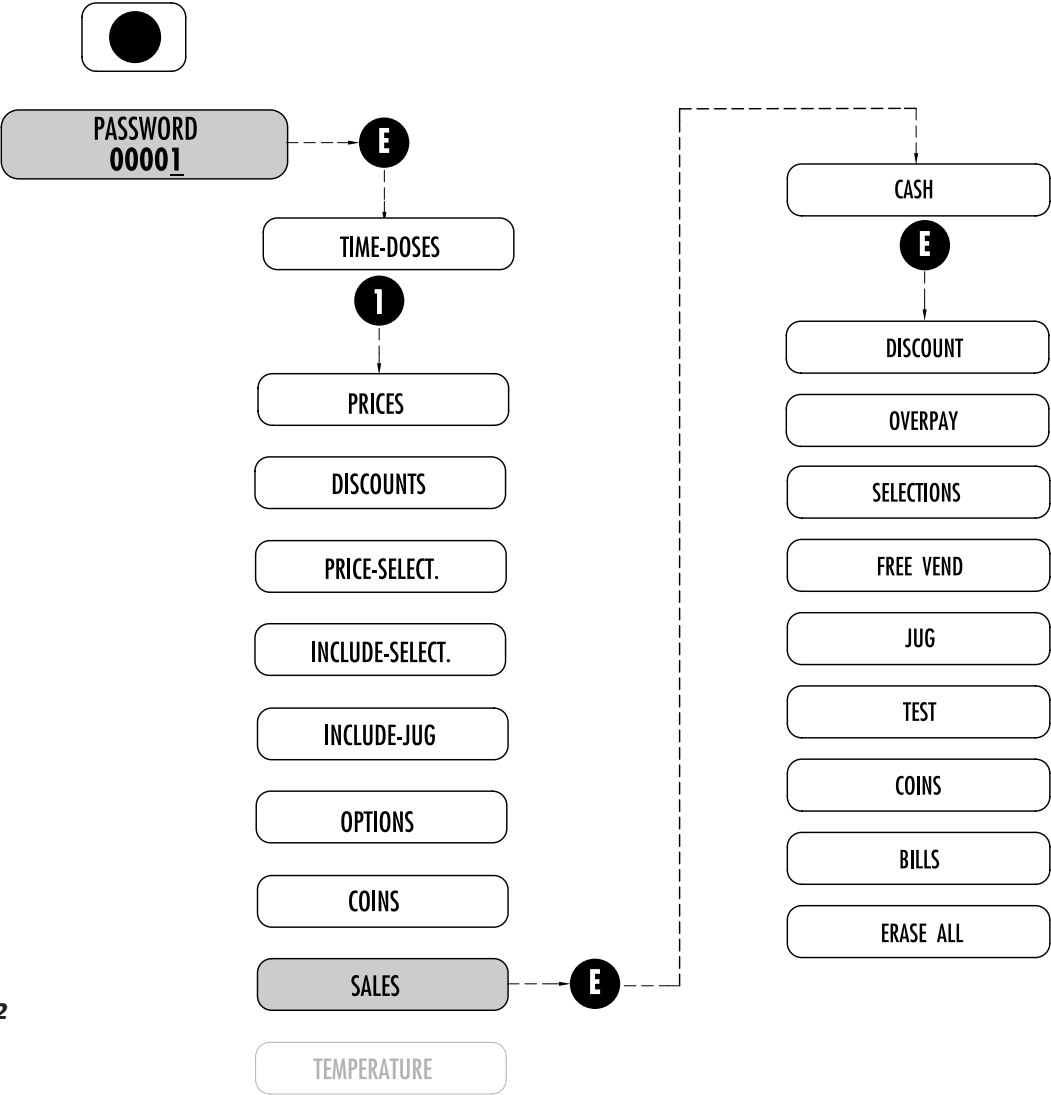 PASSWORD
00001
E
TIME-DOSES
1
PRICES
DISCOUNTS
PRICE-SELECT.
INCLUDE-SELECT.
INCLUDE-JUG
OPTIONS
COINS
SALES
E
TEMPERATURE
2
CASH
E
DISCOUNT
OVERPAY
SELECTIONS
FREE VEND
JUG
TEST
COINS
BILLS
ERASE ALL